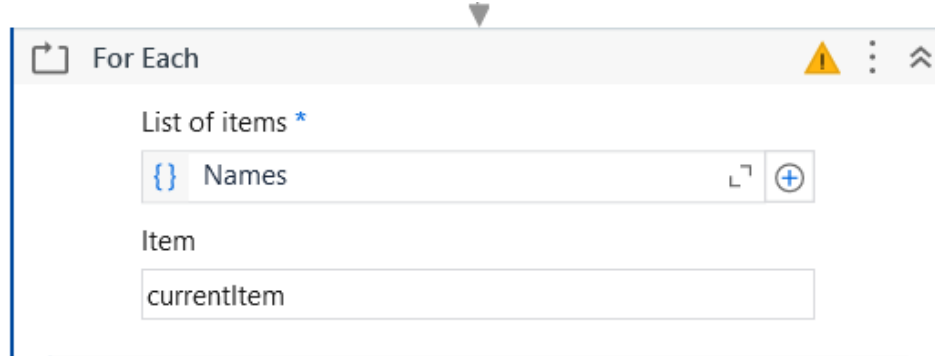 For Each
List of items *
{} Names
Item
currentItem